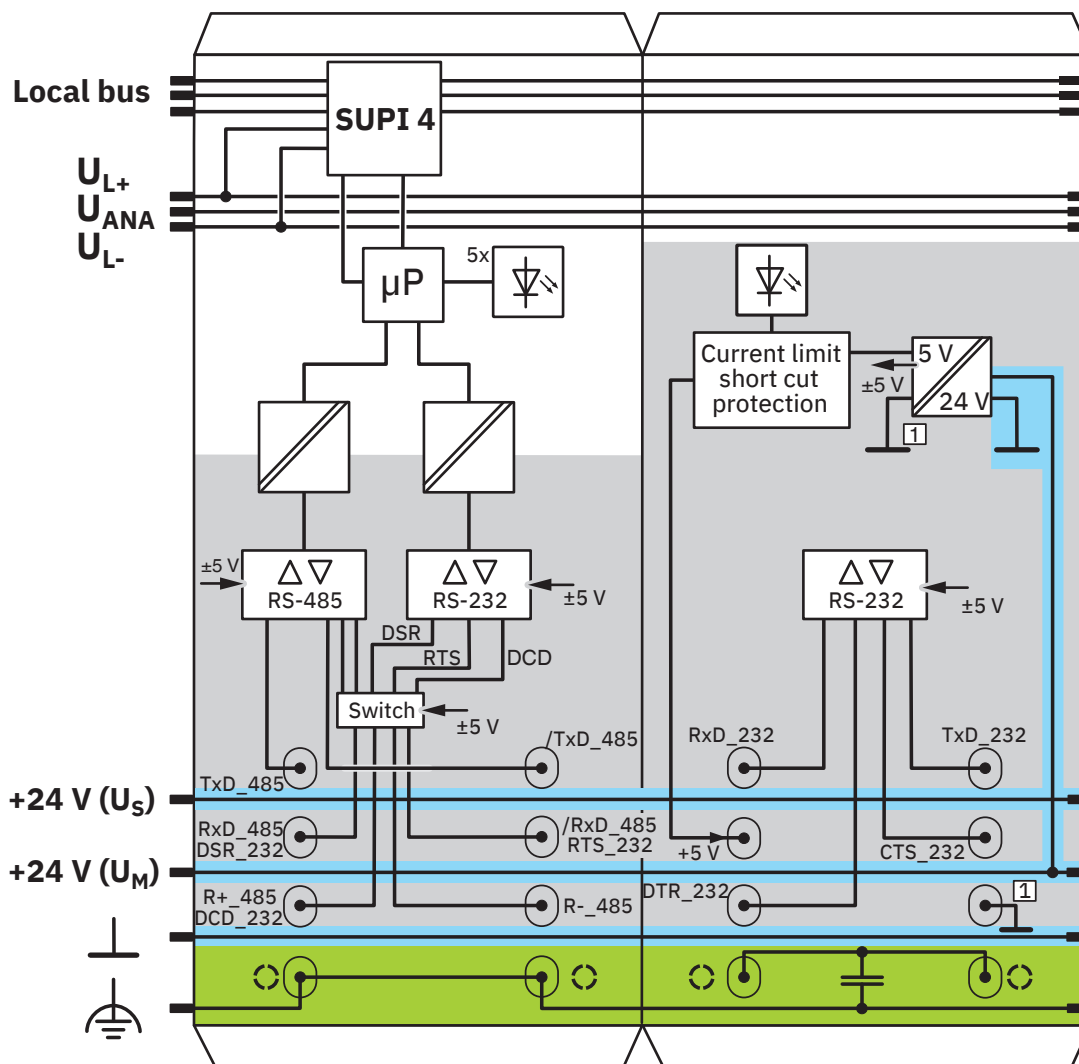 Local bus
SUPI 4
UL+
UANA
UL-
µP
5x
Current limit
short cut
protection
5 V
24 V
±5 V
1
±5 V
RS-485
RS-232
±5 V
RS-232
±5 V
DSR
RTS
DCD
Switch
±5 V
TxD_485
/TxD_485
RxD_232
TxD_232
+24 V (US)
RxD_485
DSR_232
/RxD_485
RTS_232
+5 V
CTS_232
+24 V (UM)
R+_485
DCD_232
R-_485
DTR_232
1